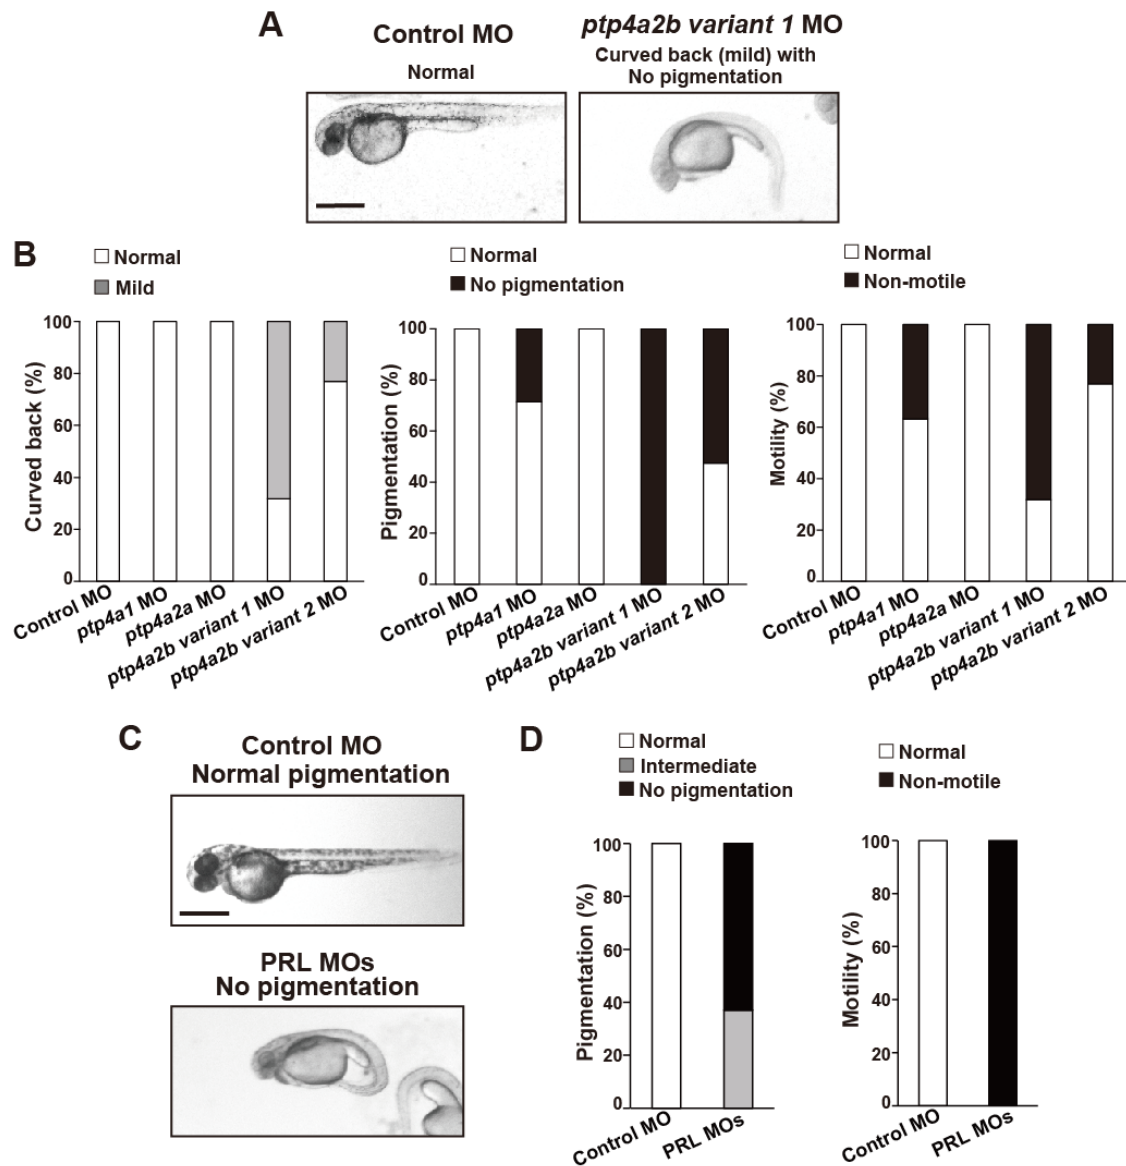 A
Control MO
Normal
ptp4a2b variant 1 MO
Curved back (mild) with
No pigmentation
B
Normal
Mild
Curved back (%)
100
80
60
40
20
0
Control MO
ptp4a1 MO
ptp4a2a MO
ptp4a2b variant 1 MO
ptp4a2b variant 2 MO
Normal
No pigmentation
Pigmentation (%)
100
80
60
40
20
0
Control MO
ptp4a1 MO
ptp4a2a MO
ptp4a2b variant 1 MO
ptp4a2b variant 2 MO
Normal
Non-motile
Motility (%)
100
80
60
40
20
0
Control MO
ptp4a1 MO
ptp4a2a MO
ptp4a2b variant 1 MO
ptp4a2b variant 2 MO
C
Control MO
Normal pigmentation
PRL MOs
No pigmentation
D
Normal
Intermediate
No pigmentation
Pigmentation (%)
100
80
60
40
20
0
Control MO
PRL MOs
Normal
Non-motile
Motility (%)
100
80
60
40
20
0
Control MO
PRL MOs